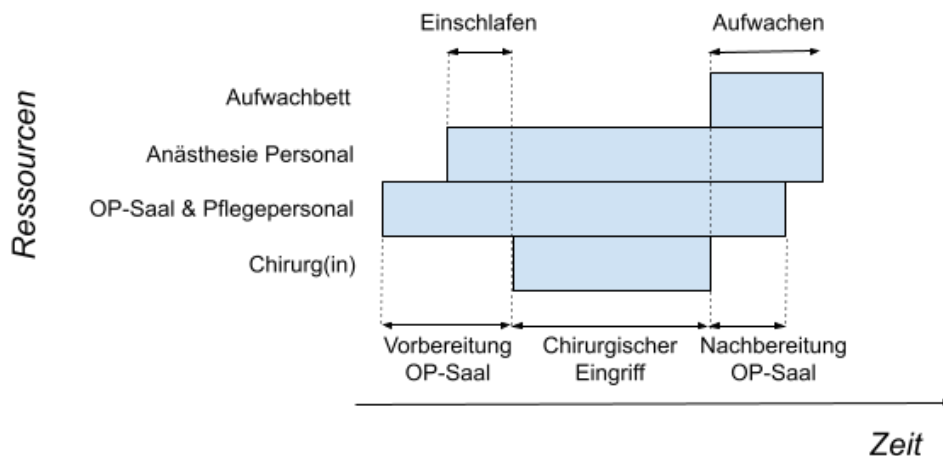 Einschlafen
Aufwachen
Aufwachbett
Anästhesie Personal
OP-Saal & Pflegepersonal
Chirurg(in)
Ressourcen
Vorbereitung
OP-Saal
Chirurgischer
Eingriff
Nachbereitung
OP-Saal
Zeit